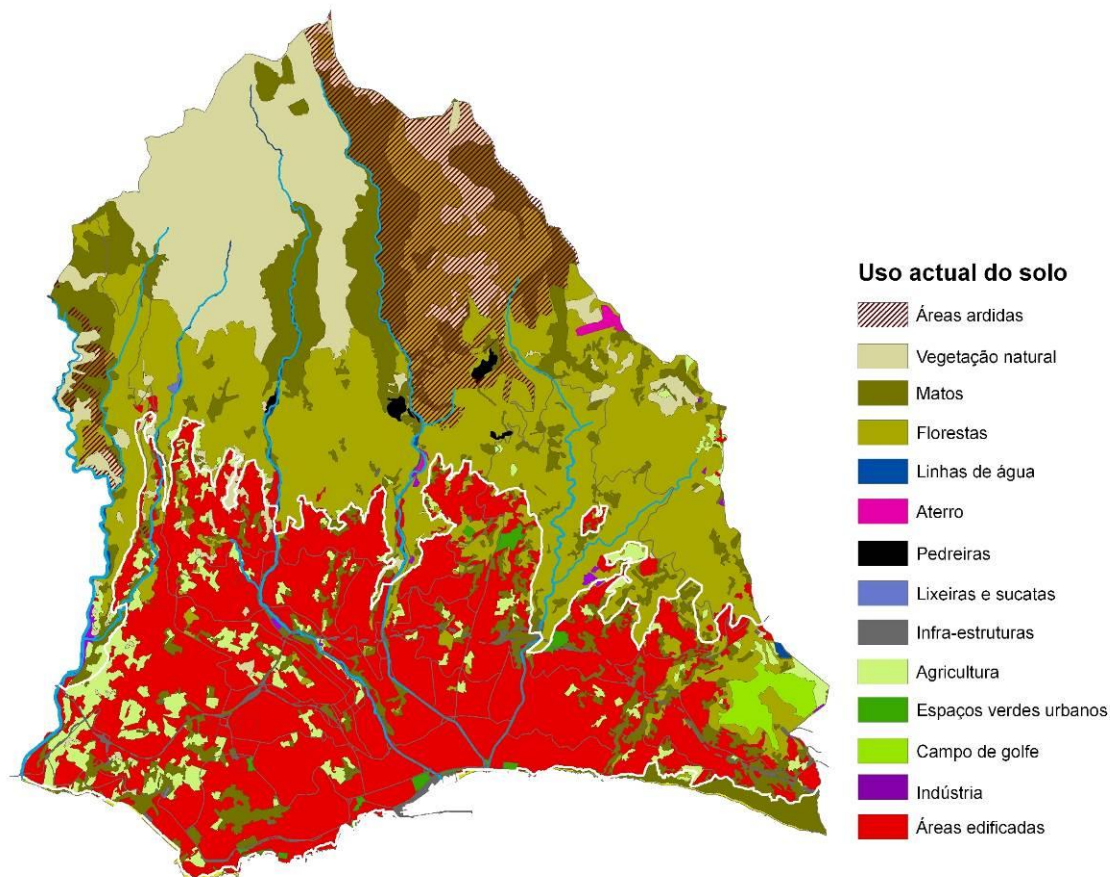 Uso actual do solo
Áreas ardidas
Vegetação natural
Matos
Florestas
Linhas de água
Aterro
Pedreiras
Lixeiras e sucatas
Infra-estruturas
Agricultura
Espaços verdes urbanos
Campo de golfe
Indústria
Áreas edificadas